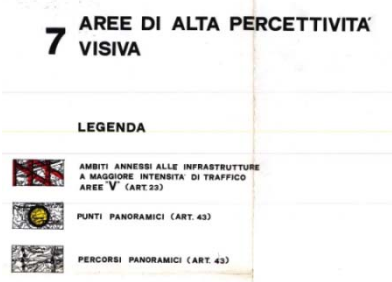 7
AREE DI ALTA PERCETTIVITA'
VISIVA
LEGENDA
AMBITI ANNESSI ALLE INFRASTRUTTURE
A MAGGIORE INTENSITA' DI TRAFFICO
AREE "V" (ART. 23)
PUNTI PANORAMICI (ART. 43)
PERCORSI PANORAMICI (ART. 43)